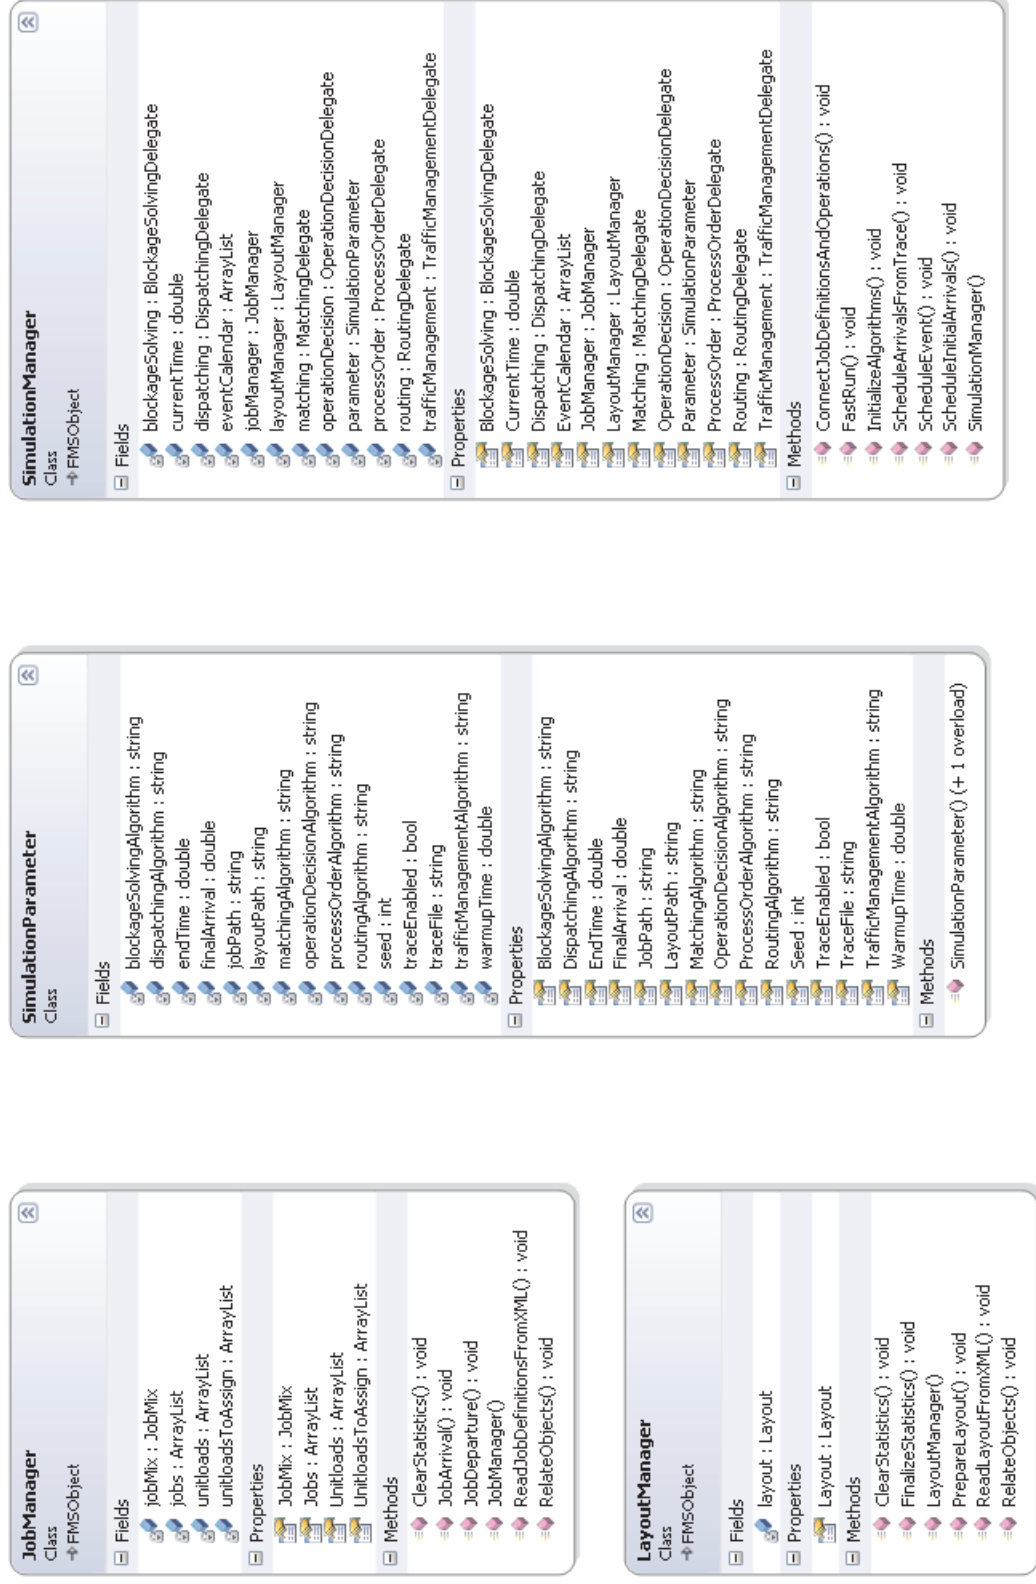 JobManager
Class
FMSObject
Fields
jobMix : JobMix
jobs : ArrayList
unitloads : ArrayList
unitloadsToAssign : ArrayList
Properties
JobMix : JobMix
Jobs : ArrayList
Unitloads : ArrayList
UnitloadsToAssign : ArrayList
Methods
ClearStatistics() : void
JobArrival() : void
JobDeparture() : void
JobManager()
ReadJobDefinitionsFromXML() : void
RelateObjects() : void
LayoutManager
Class
FMSObject
Fields
layout : Layout
Properties
Layout : Layout
Methods
ClearStatistics() : void
FinalizeStatistics() : void
LayoutManager()
PrepareLayout() : void
ReadLayoutFromXML() : void
RelateObjects() : void
SimulationParameter
Class
Fields
blockageSolvingAlgorithm : string
dispatchingAlgorithm : string
endTime : double
finalArrival : double
jobPath : string
layoutPath : string
matchingAlgorithm : string
operationDecisionAlgorithm : string
processOrderAlgorithm : string
routingAlgorithm : string
seed : int
traceEnabled : bool
traceFile : string
trafficManagementAlgorithm : string
warmupTime : double
Properties
BlockageSolvingAlgorithm : string
DispatchingAlgorithm : string
EndTime : double
FinalArrival : double
JobPath : string
LayoutPath : string
MatchingAlgorithm : string
OperationDecisionAlgorithm : string
ProcessOrderAlgorithm : string
RoutingAlgorithm : string
Seed : int
TraceEnabled : bool
TraceFile : string
TrafficManagementAlgorithm : string
WarmupTime : double
Methods
SimulationParameter() (+ 1 overload)
SimulationManager
Class
FMSObject
Fields
blockageSolving : BlockageSolvingDelegate
currentTime : double
dispatching : DispatchingDelegate
eventCalendar : ArrayList
jobManager : JobManager
layoutManager : LayoutManager
matching : MatchingDelegate
operationDecision : OperationDecisionDelegate
parameter : SimulationParameter
processOrder : ProcessOrderDelegate
routing : RoutingDelegate
trafficManagement : TrafficManagementDelegate
Properties
BlockageSolving : BlockageSolvingDelegate
CurrentTime : double
Dispatching : DispatchingDelegate
EventCalendar : ArrayList
JobManager : JobManager
LayoutManager : LayoutManager
Matching : MatchingDelegate
OperationDecision : OperationDecisionDelegate
Parameter : SimulationParameter
ProcessOrder : ProcessOrderDelegate
Routing : RoutingDelegate
TrafficManagement : TrafficManagementDelegate
Methods
ConnectJobDefinitionsAndOperations() : void
FastRun() : void
InitializeAlgorithms() : void
ScheduleArrivalsFromTrace() : void
ScheduleEvent() : void
ScheduleInitialArrivals() : void
SimulationManager()